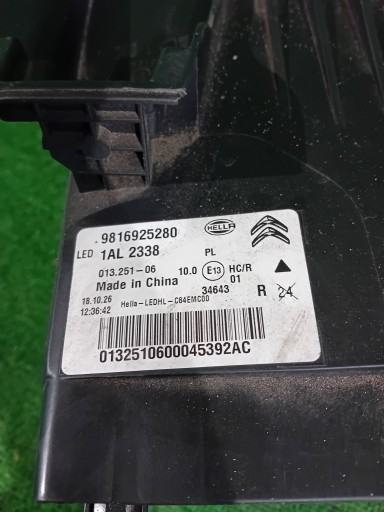 9816925280
HELLA
LED 1AL 2338 PL
013.251-06 10.0 E13 HC/R
Made in China 01
18.10.26 34643 R 24
12:36:42 Hella-LEDHL-C84EMC00
0132510600045392AC